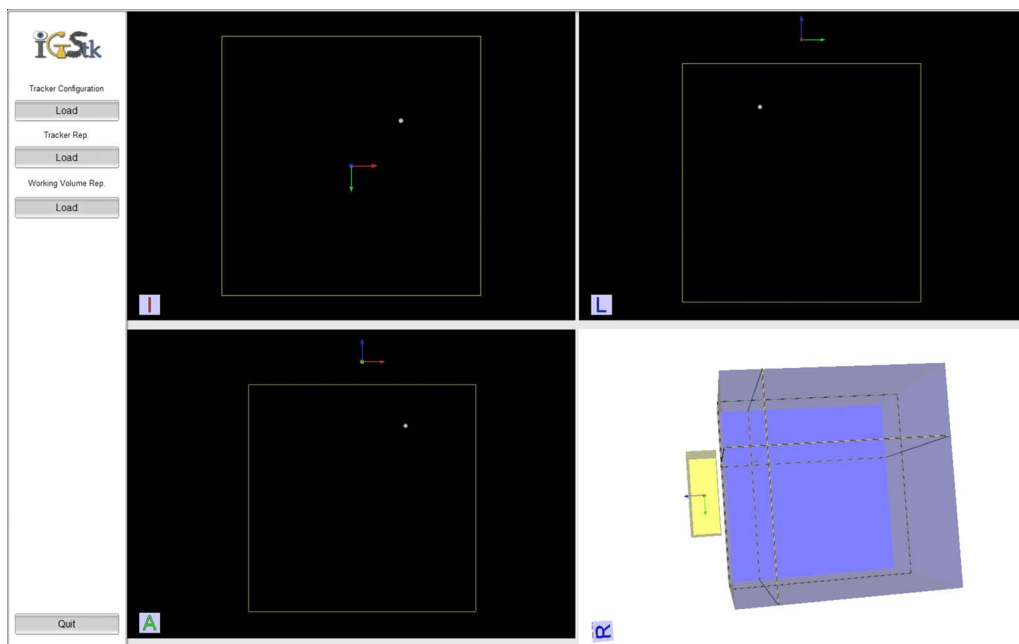 iGStk
Tracker Configuration
Load
Tracker Rep.
Load
Working Volume Rep.
Load
Quit
I
L
A
R